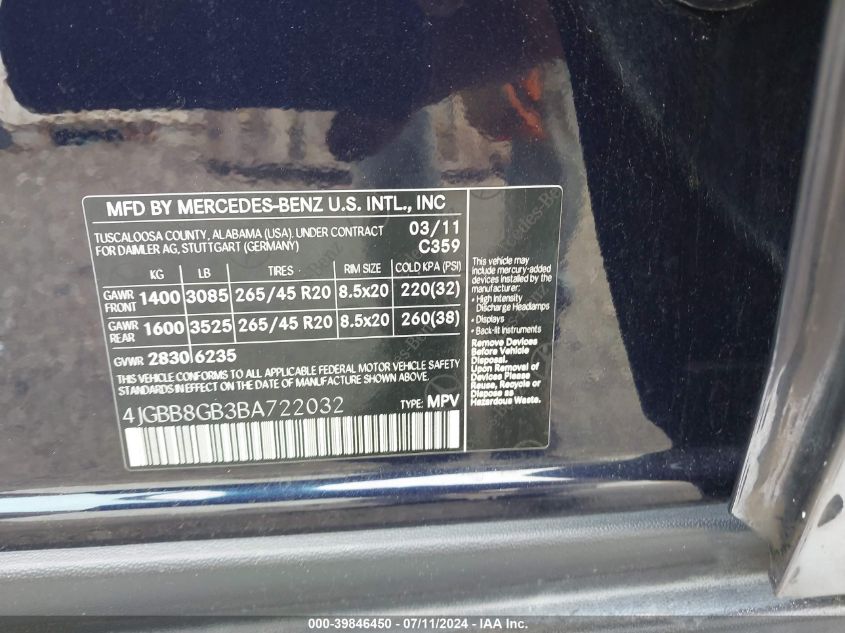 MFD BY MERCEDES-BENZ U.S. INTL., INC
TUSCALOOSA COUNTY, ALABAMA (USA). UNDER CONTRACT 03/11
FOR DAIMLER AG, STUTTGART (GERMANY) C359
KG LB TIRES RIM SIZE COLD KPA (PSI)
GAWR FRONT 1400 3085 265/45 R20 8.5x20 220(32)
GAWR REAR 1600 3525 265/45 R20 8.5x20 260(38)
GVWR 2830 6235
THIS VEHICLE CONFORMS TO ALL APPLICABLE FEDERAL MOTOR VEHICLE SAFETY
STANDARDS IN EFFECT ON THE DATE OF MANUFACTURE SHOWN ABOVE.
4JGBB8GB3BA722032 TYPE: MPV
This vehicle may
include mercury-added
devices installed by the
manufacturer:
• High Intensity
Discharge Headlamps
• Displays
• Back-lit Instruments
Remove Devices
Before Vehicle
Disposal.
Upon Removal of
Devices Please
Reuse, Recycle or
Dispose as
Hazardous Waste.
000-39846450 - 07/11/2024 - IAA Inc.